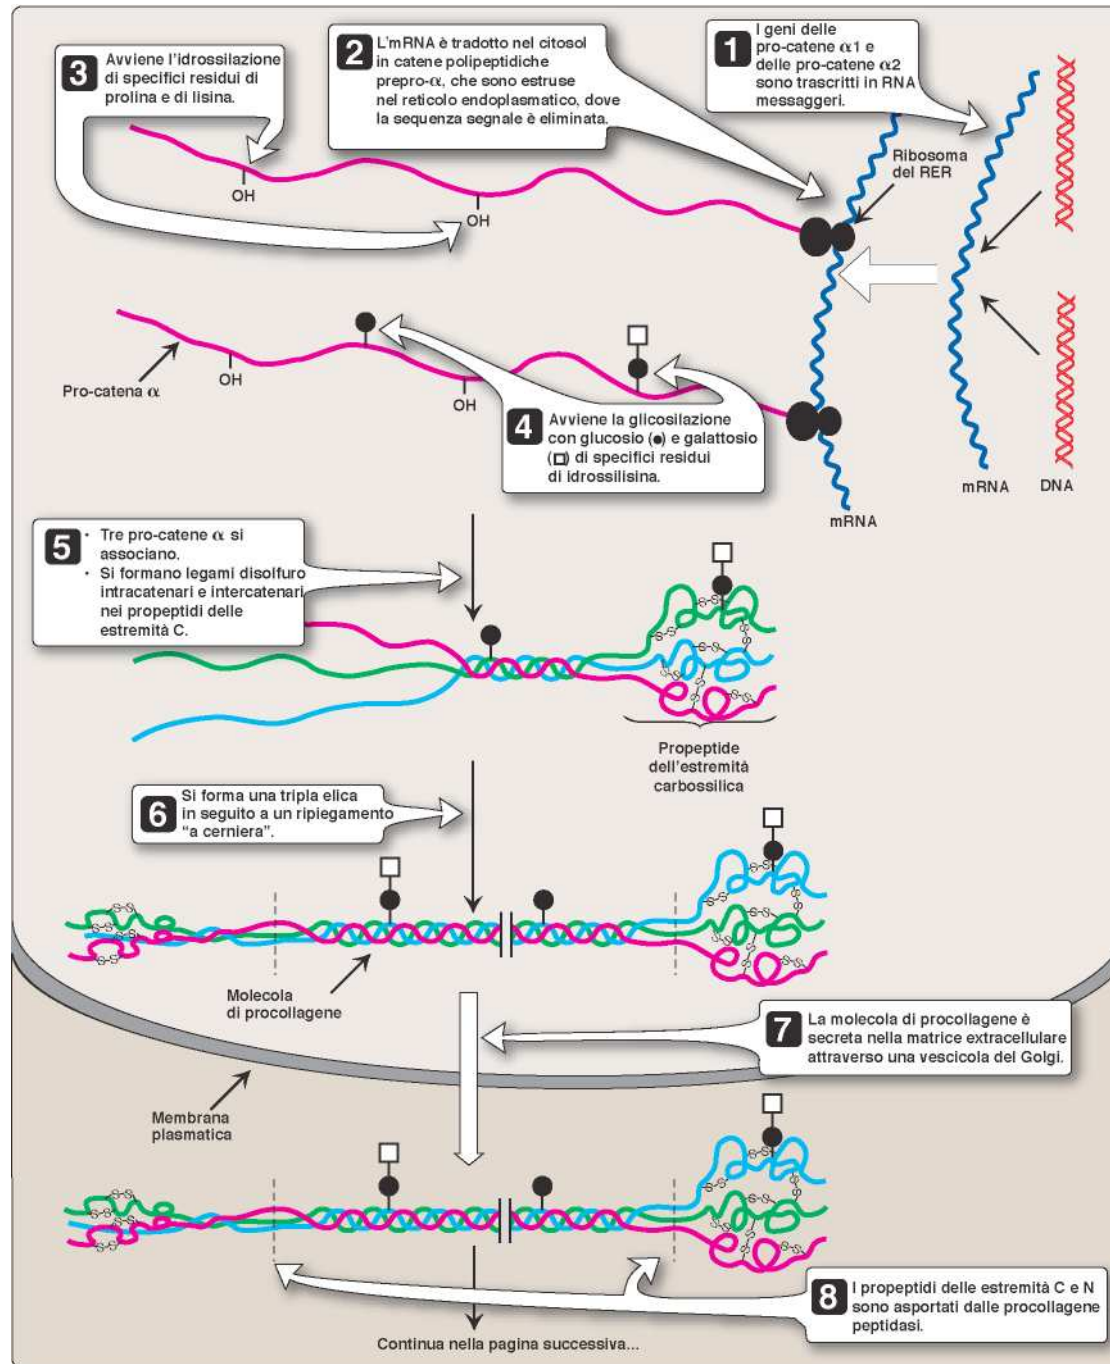 1
I geni delle
pro-catene α1 e
delle pro-catene α2
sono trascritti in RNA
messaggeri.
2
L'mRNA è tradotto nel citosol
in catene polipeptidiche
prepro-α, che sono estruse
nel reticolo endoplasmatico, dove
la sequenza segnale è eliminata.
3
Avviene l'idrossilazione
di specifici residui di
prolina e di lisina.
Ribosoma
del RER
OH
OH
Pro-catena α
OH
OH
4
Avviene la glicosilazione
con glucosio (●) e galattosio
(□) di specifici residui
di idrossilisina.
mRNA
mRNA
DNA
5
• Tre pro-catene α si
associano.
• Si formano legami disolfuro
intracatenari e intercatenari
nei propeptidi delle
estremità C.
S-S
S-S
S-S
S-S
S-S
S-S
S-S
Propeptide
dell'estremità
carbossilica
6
Si forma una tripla elica
in seguito a un ripiegamento
“a cerniera”.
S-S
S-S
S-S
S-S
S-S
S-S
S-S
S-S
S-S
S-S
S-S
Molecola
di procollagene
7
La molecola di procollagene è
secreta nella matrice extracellulare
attraverso una vescicola del Golgi.
Membrana
plasmatica
S-S
S-S
S-S
S-S
S-S
S-S
S-S
S-S
S-S
S-S
S-S
8
I propeptidi delle estremità C e N
sono asportati dalle procollagene
peptidasi.
Continua nella pagina successiva...